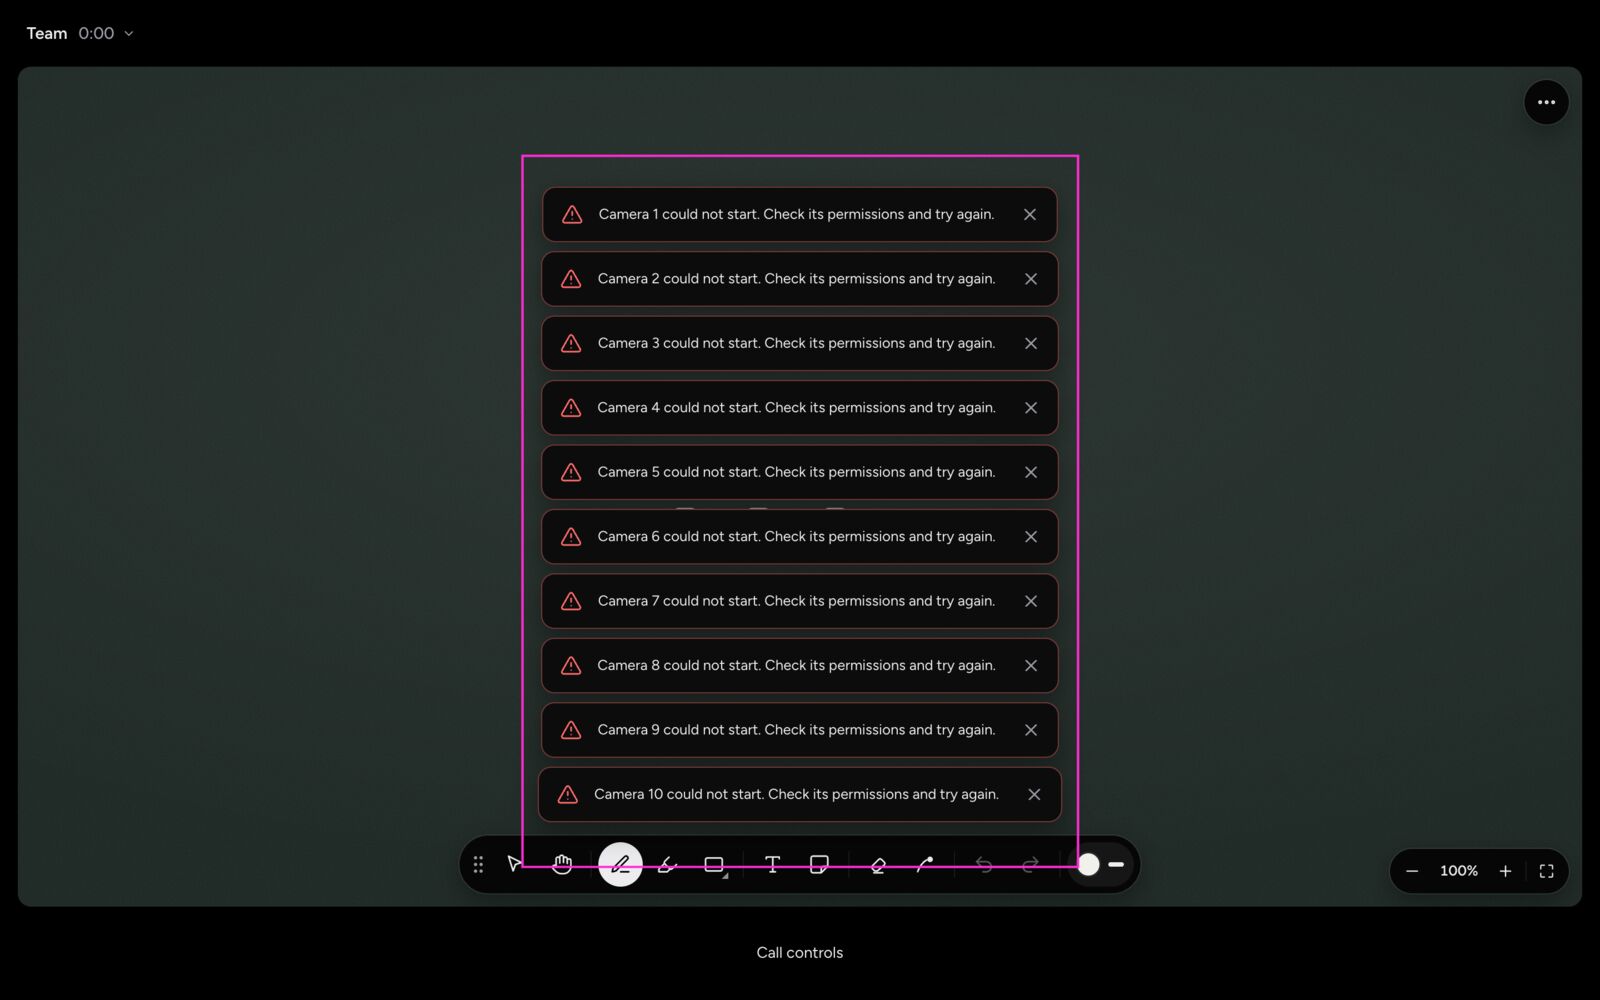 Team 0:00
Camera 1 could not start. Check its permissions and try again.
Camera 2 could not start. Check its permissions and try again.
Camera 3 could not start. Check its permissions and try again.
Camera 4 could not start. Check its permissions and try again.
Camera 5 could not start. Check its permissions and try again.
Camera 6 could not start. Check its permissions and try again.
Camera 7 could not start. Check its permissions and try again.
Camera 8 could not start. Check its permissions and try again.
Camera 9 could not start. Check its permissions and try again.
Camera 10 could not start. Check its permissions and try again.
100%
Call controls